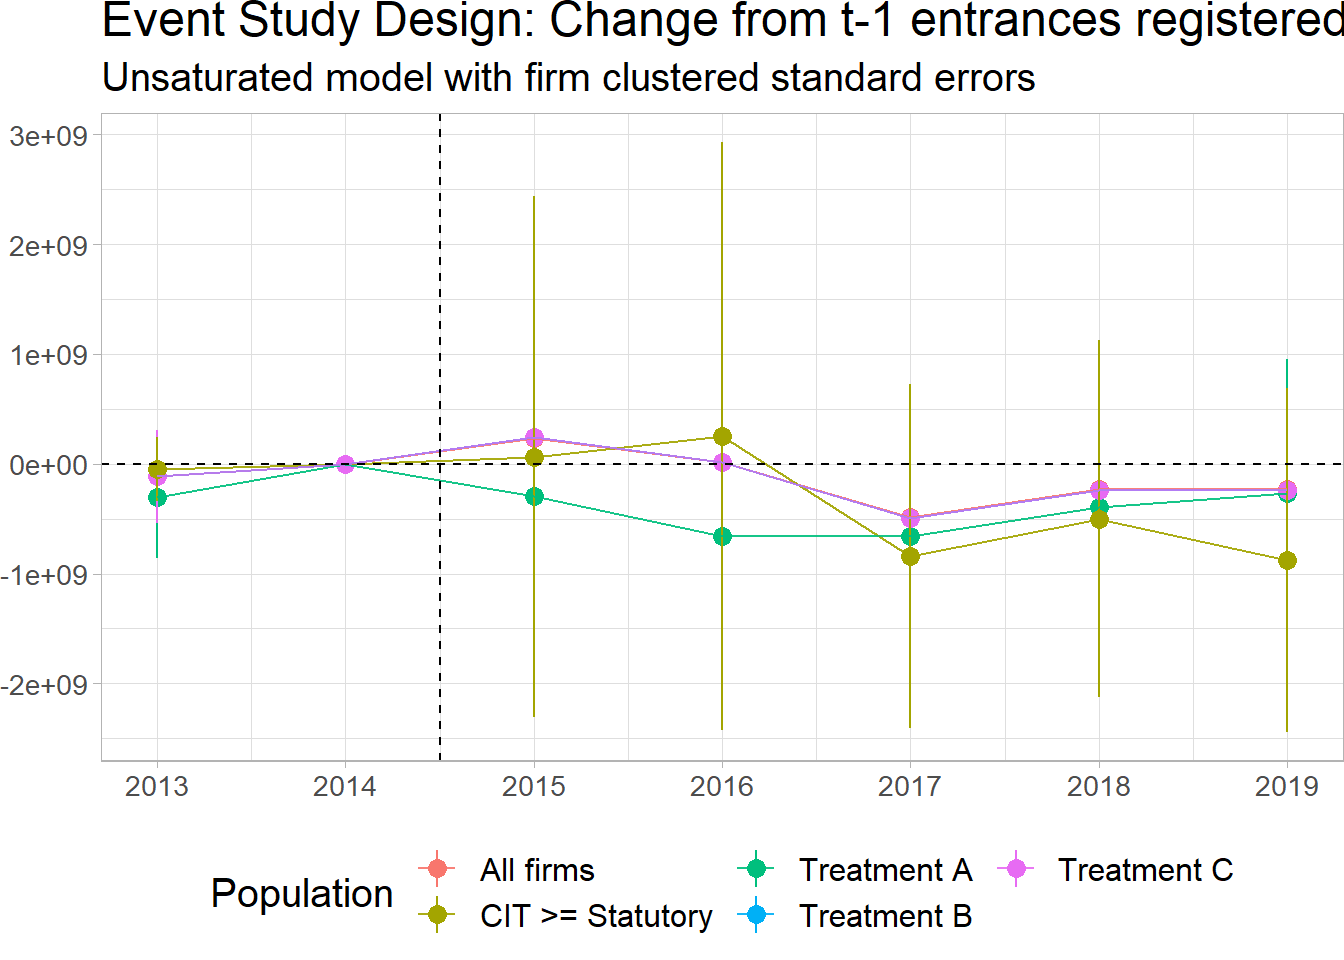 Event Study Design: Change from t-1 entrances registered
Unsaturated model with firm clustered standard errors
3e+09
2e+09
1e+09
0e+00
-1e+09
-2e+09
2013 2014 2015 2016 2017 2018 2019
Population
All firms Treatment A Treatment C
CIT >= Statutory Treatment B